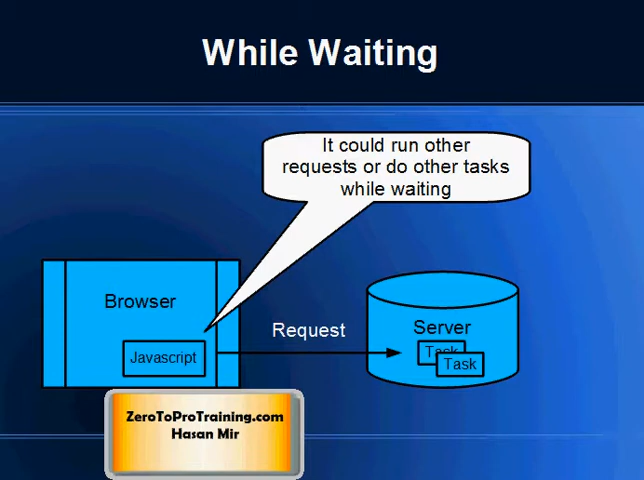 While Waiting
It could run other
requests or do other tasks
while waiting
Browser
Javascript
Request
Server
Task
Task
ZeroToProTraining.com
Hasan Mir